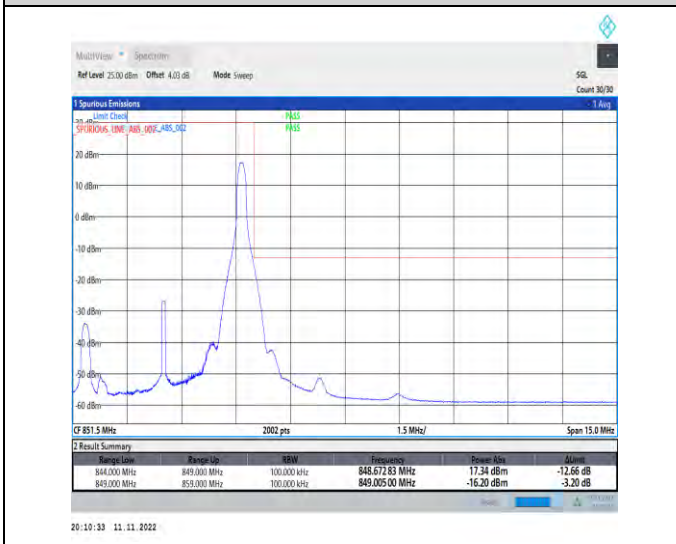 MultiView Spectrum
Ref Level 25.00 dBm Offset 4.03 dB Mode Sweep SGL
Count 30/30
1 Spurious Emissions 1 Avg
Limit Check PASS
PASS
20 dBm
10 dBm
0 dBm
-10 dBm
-20 dBm
-30 dBm
-40 dBm
-50 dBm
-60 dBm
CF 851.5 MHz 2002 pts 1.5 MHz/ Span 15.0 MHz
2 Result Summary
Range Low Range Up RBW Frequency Power Abs ΔLimit
844.000 MHz 849.000 MHz 100.000 kHz 848.67283 MHz 17.34 dBm -12.66 dB
849.000 MHz 859.000 MHz 100.000 kHz 849.00500 MHz -16.20 dBm -3.20 dB
20:10:33 11.11.2022